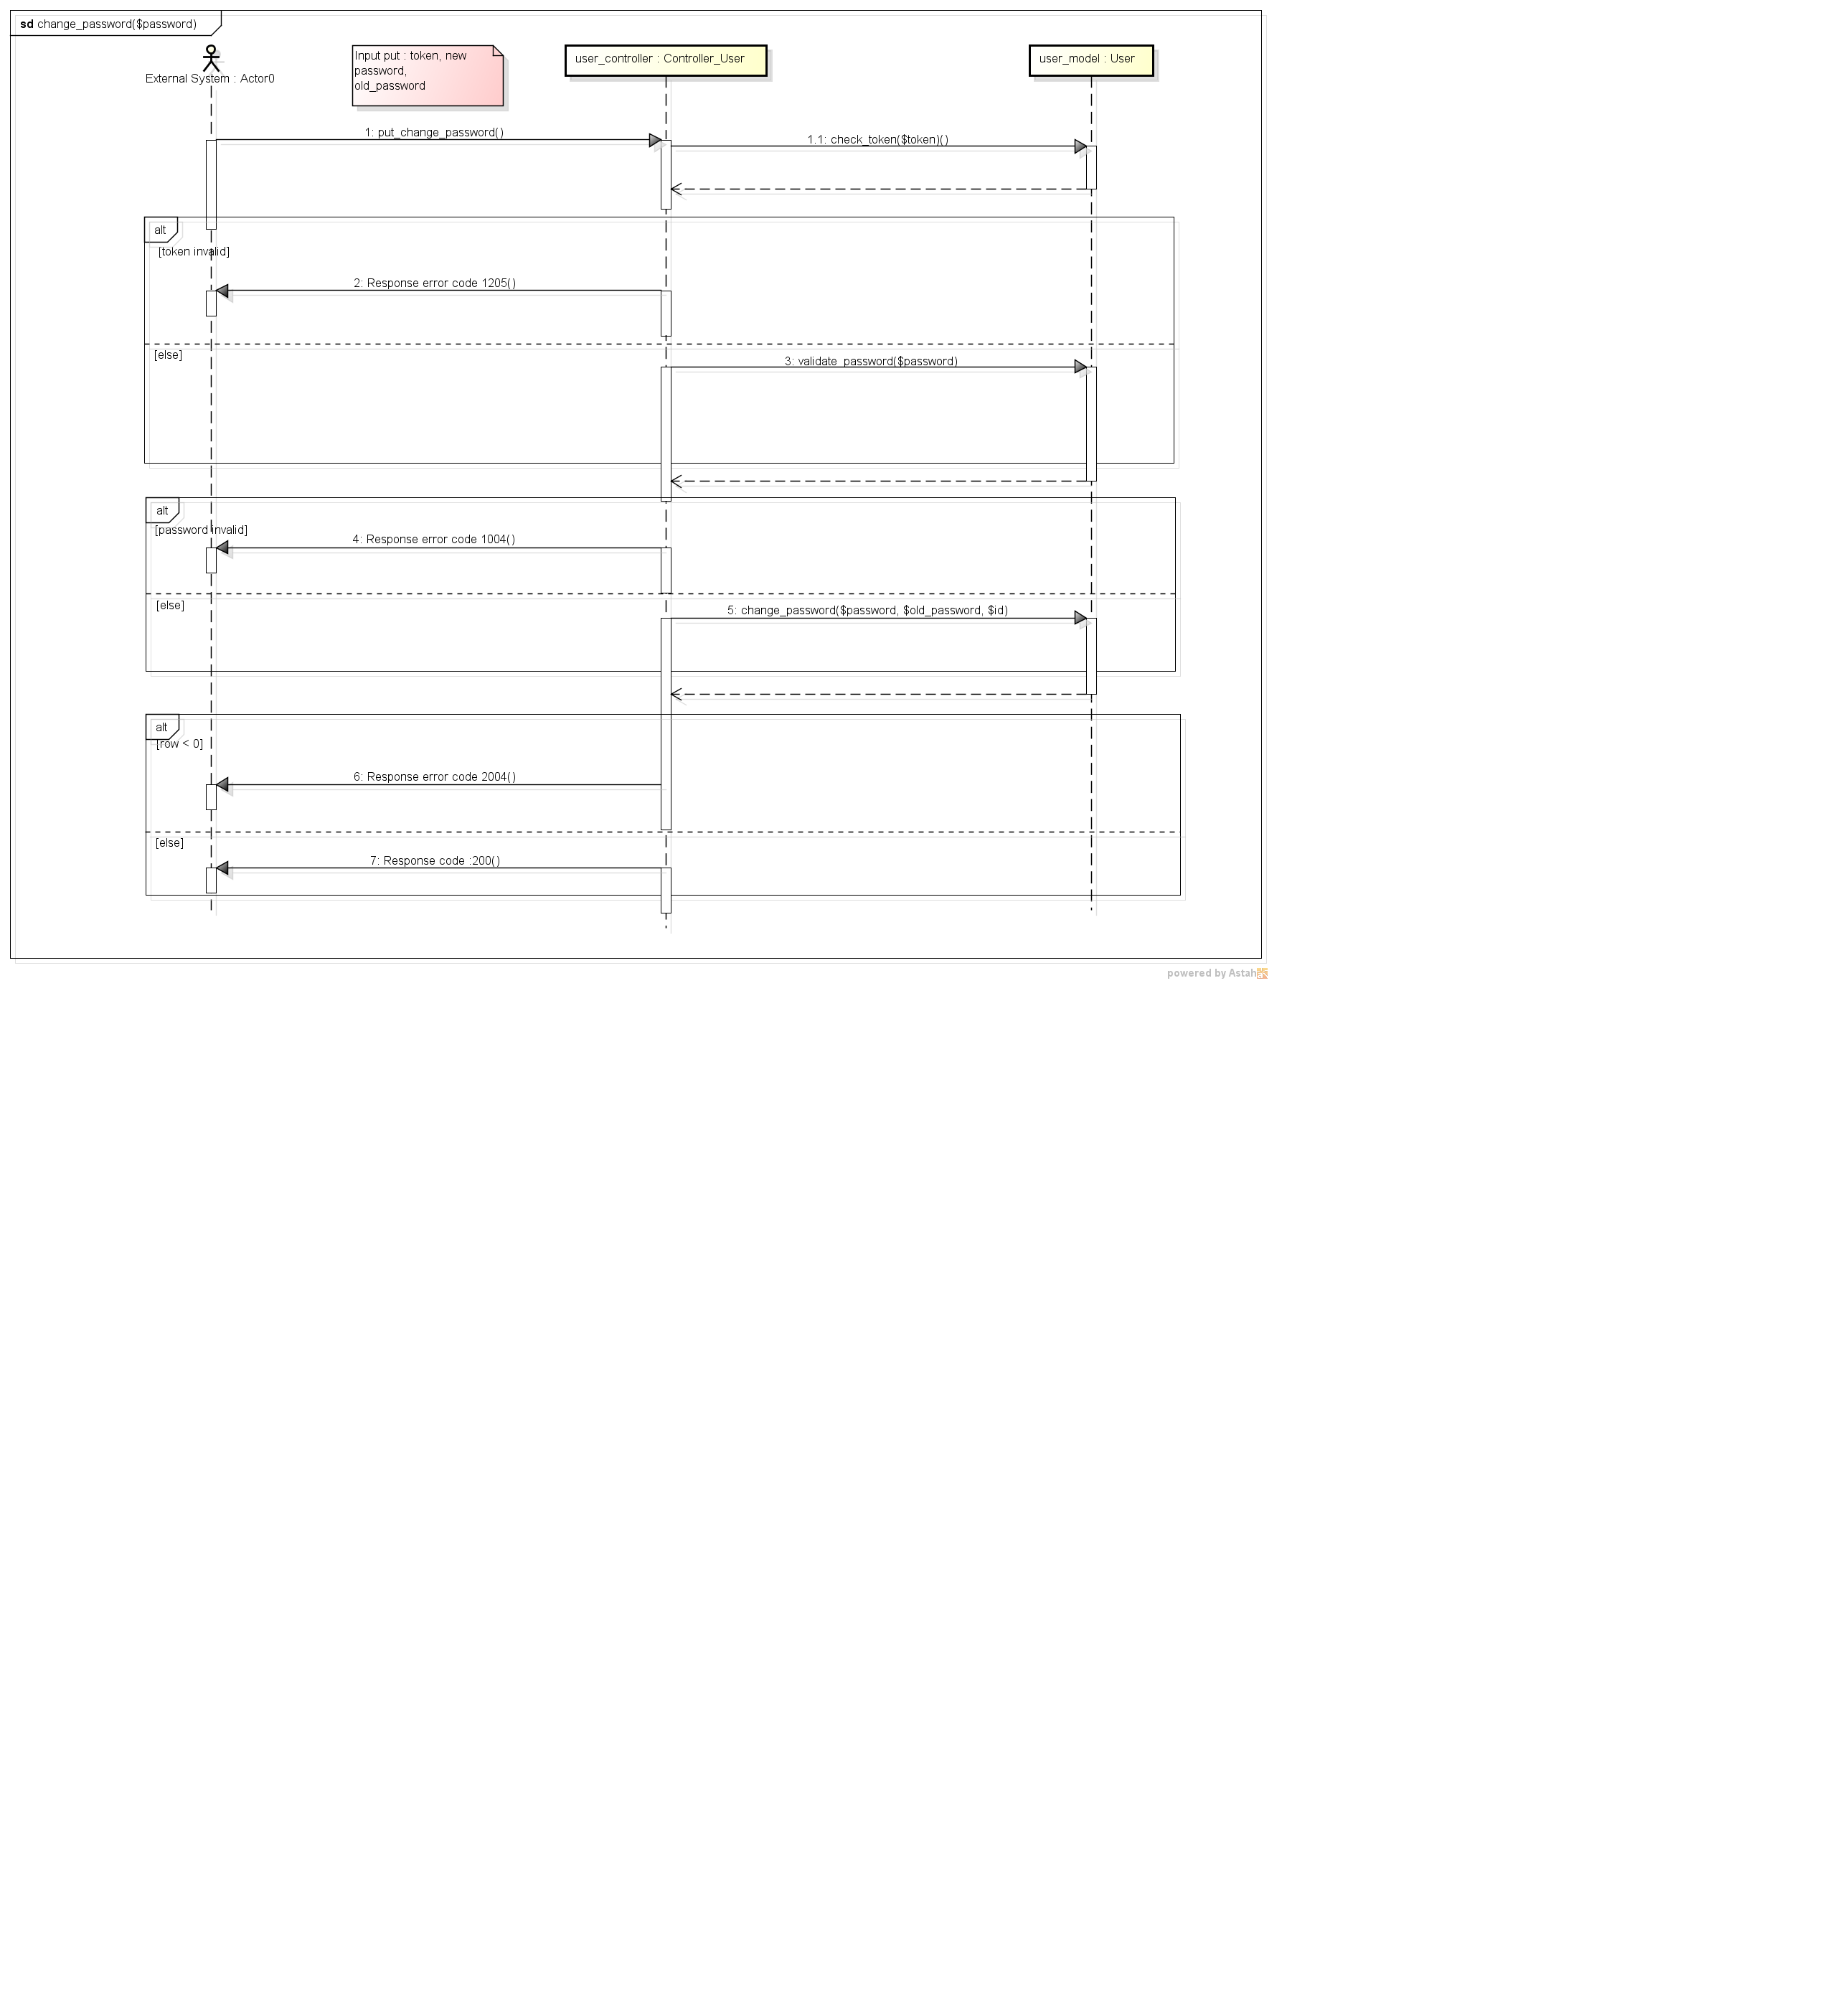 sd change_password($password)
External System : Actor0
Input put : token, new
password,
old_password
user_controller : Controller_User
user_model : User
1: put_change_password()
1.1: check_token($token)()
alt
[token invalid]
2: Response error code 1205()
[else]
3: validate_password($password)
alt
[password invalid]
4: Response error code 1004()
[else]
5: change_password($password, $old_password, $id)
alt
[row < 0]
6: Response error code 2004()
[else]
7: Response code :200()
powered by Astah